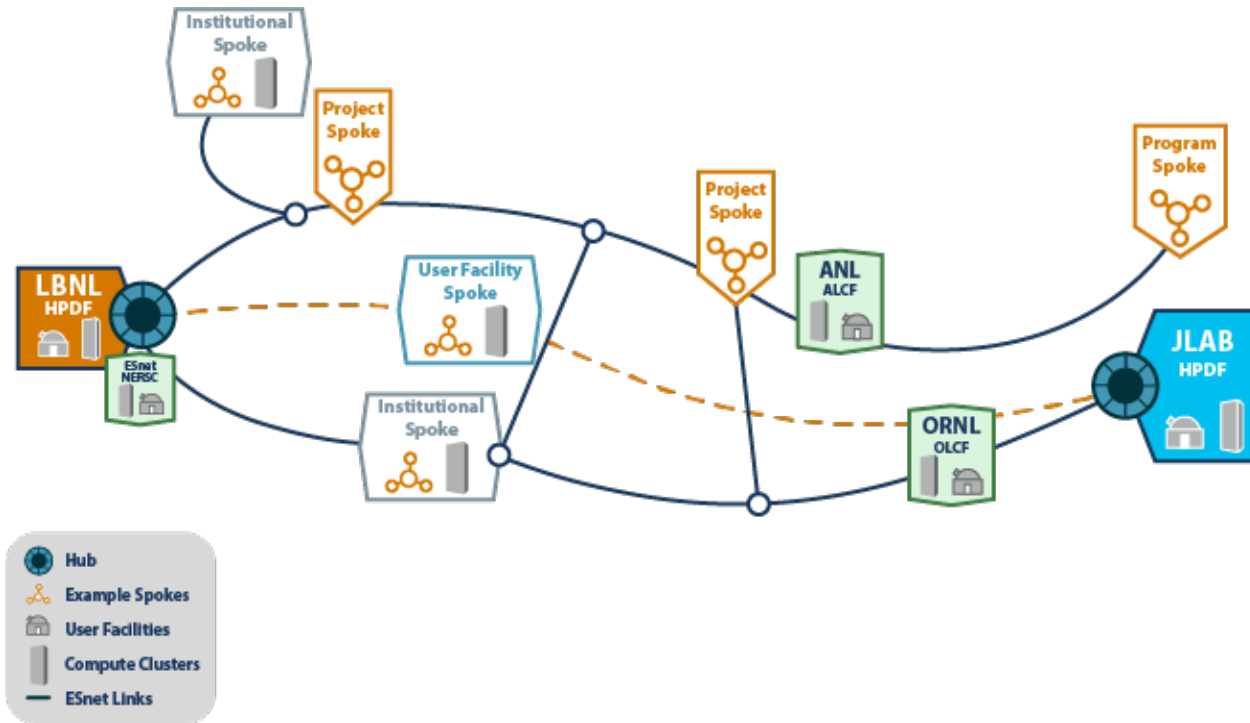 Institutional
Spoke
Project
Spoke
Project
Spoke
Program
Spoke
LBNL
HPDF
User Facility
Spoke
ANL
ALCF
ESnet
NERSC
JLAB
HPDF
Institutional
Spoke
ORNL
OLCF
Hub
Example Spokes
User Facilities
Compute Clusters
ESnet Links